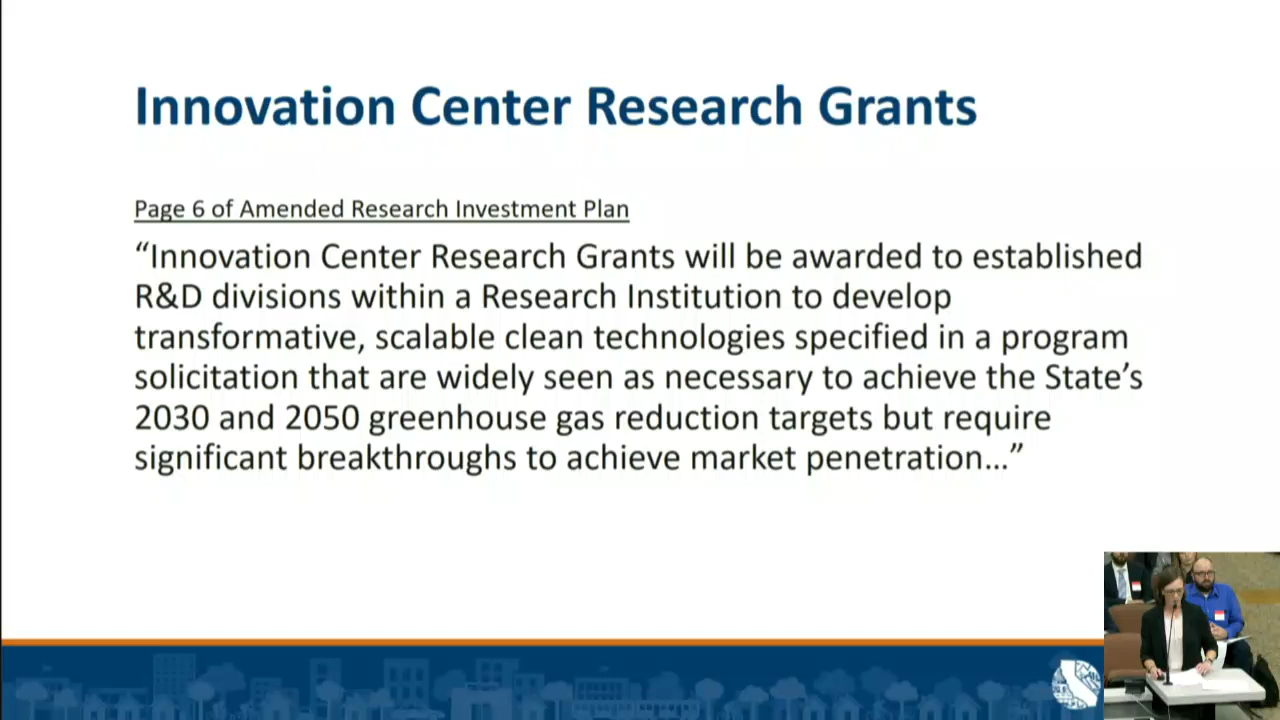 Innovation Center Research Grants
Page 6 of Amended Research Investment Plan
“Innovation Center Research Grants will be awarded to established
R&D divisions within a Research Institution to develop
transformative, scalable clean technologies specified in a program
solicitation that are widely seen as necessary to achieve the State’s
2030 and 2050 greenhouse gas reduction targets but require
significant breakthroughs to achieve market penetration…”